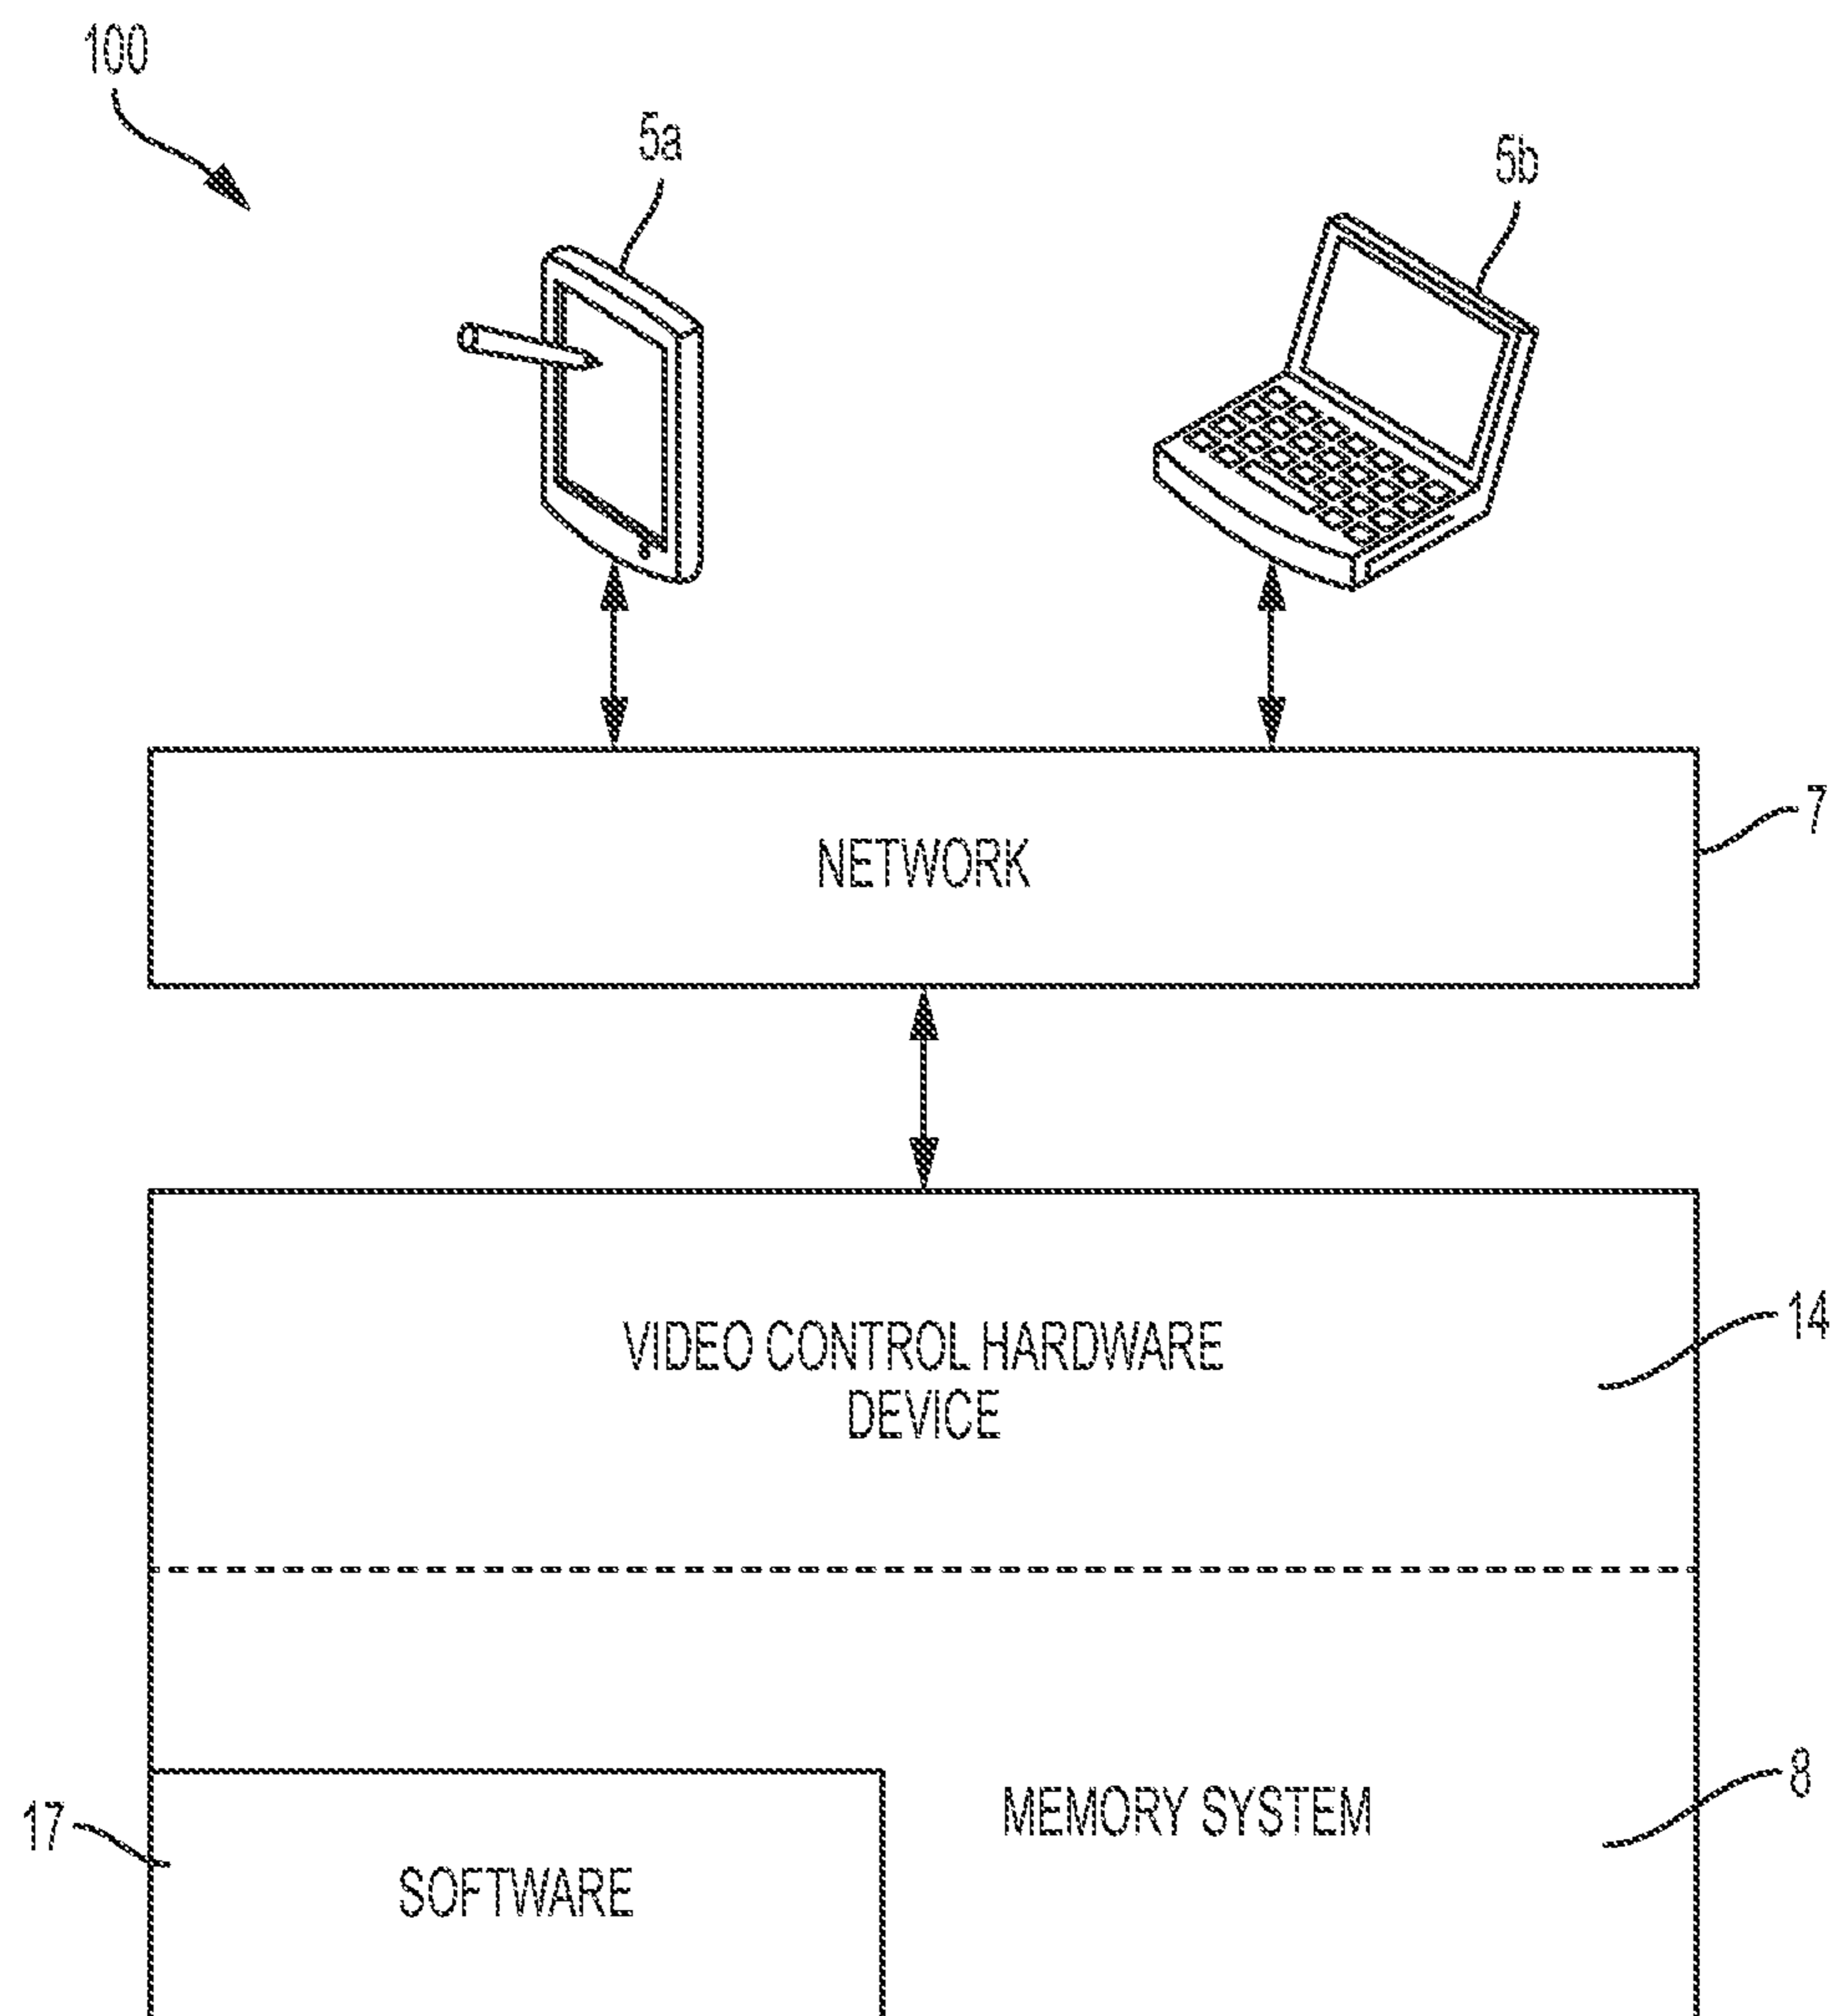 100
5a
5b
NETWORK
7
VIDEO CONTROL HARDWARE
DEVICE
14
MEMORY SYSTEM
8
17
SOFTWARE